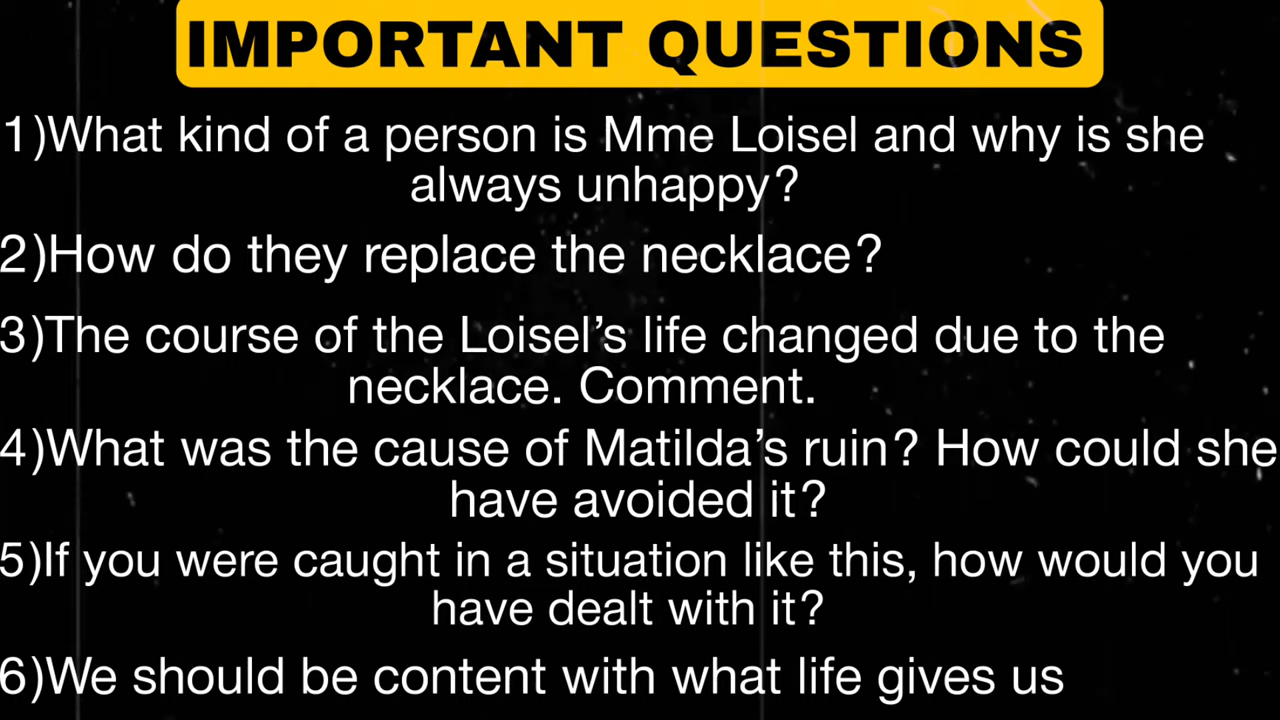 IMPORTANT QUESTIONS
1)What kind of a person is Mme Loisel and why is she
always unhappy?
2)How do they replace the necklace?
3)The course of the Loisel’s life changed due to the
necklace. Comment.
4)What was the cause of Matilda’s ruin? How could she
have avoided it?
5)If you were caught in a situation like this, how would you
have dealt with it?
6)We should be content with what life gives us